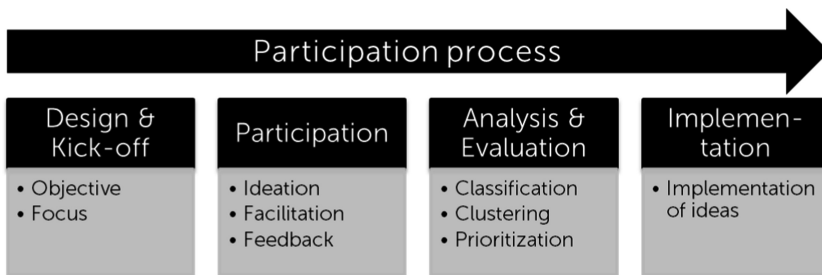 Participation process
Design &
Kick-off
• Objective
• Focus
Participation
• Ideation
• Facilitation
• Feedback
Analysis &
Evaluation
• Classification
• Clustering
• Prioritization
Implemen-
tation
• Implementation
of ideas